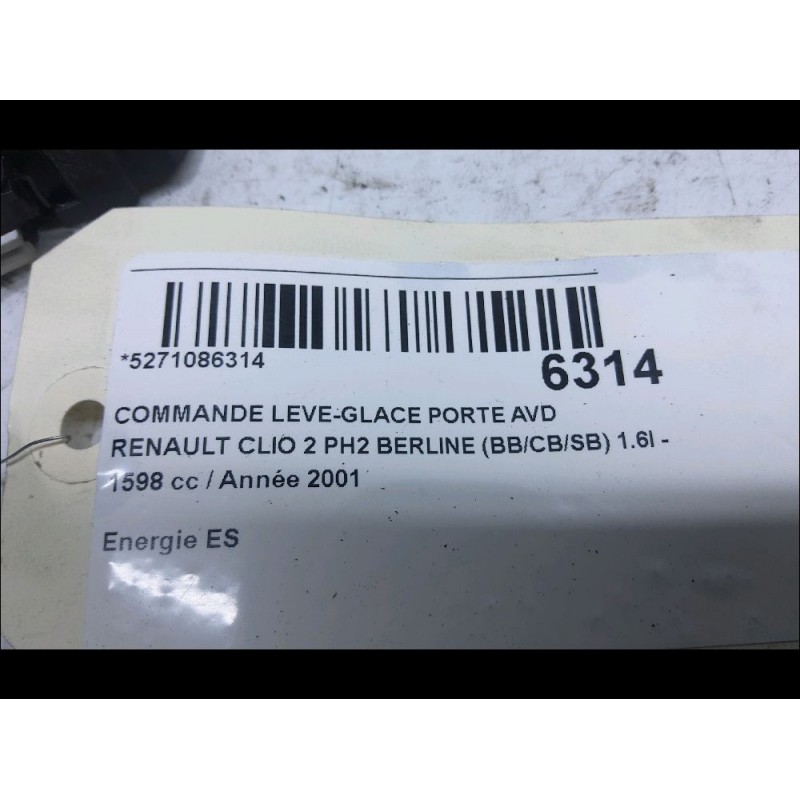 *5271086314
6314
COMMANDE LEVE-GLACE PORTE AVD
RENAULT CLIO 2 PH2 BERLINE (BB/CB/SB) 1.6l -
1598 cc / Année 2001
Energie ES